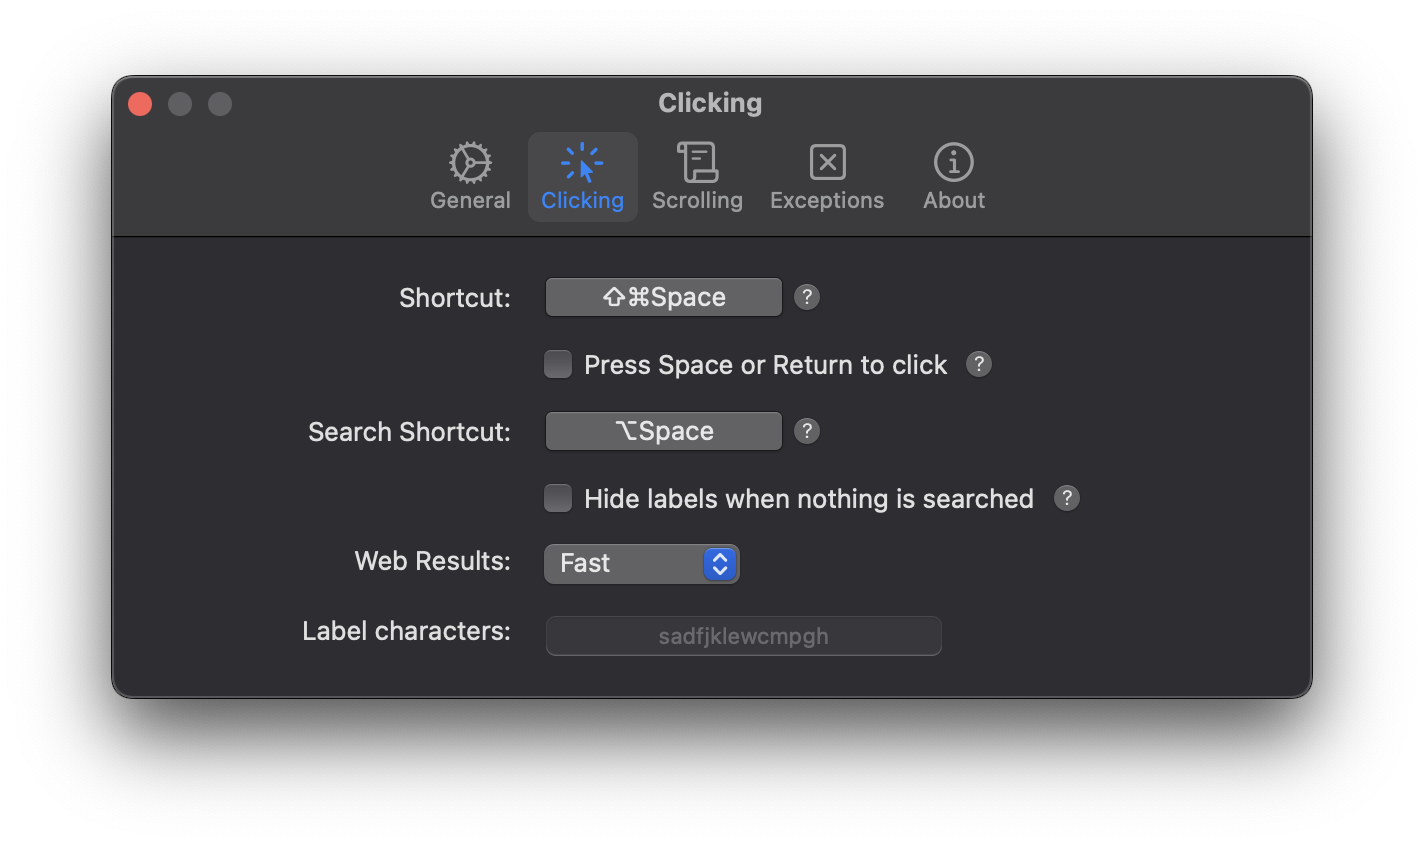 Clicking
General Clicking Scrolling Exceptions About
Shortcut: ⇧⌘Space ?
Press Space or Return to click ?
Search Shortcut: ⌥Space ?
Hide labels when nothing is searched ?
Web Results: Fast
Label characters: sadfjklewcmpgh